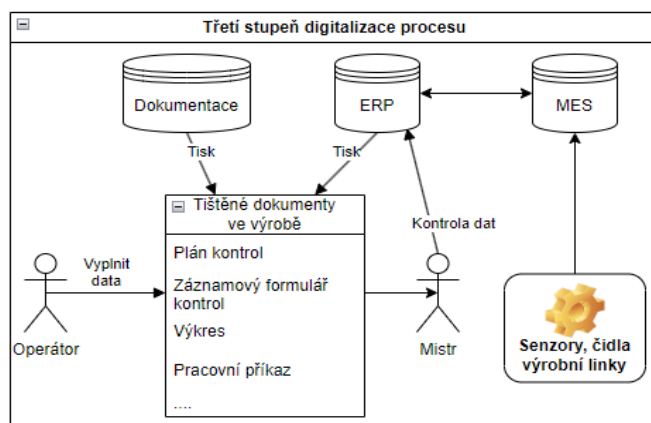 Třetí stupeň digitalizace procesu
Dokumentace
ERP
MES
Tisk
Tisk
Tištěné dokumenty
ve výrobě
Plán kontrol
Záznamový formulář
kontrol
Výkres
Pracovní příkaz
....
Vyplnit
data
Operátor
Kontrola dat
Mistr
Senzory, čidla
výrobní linky